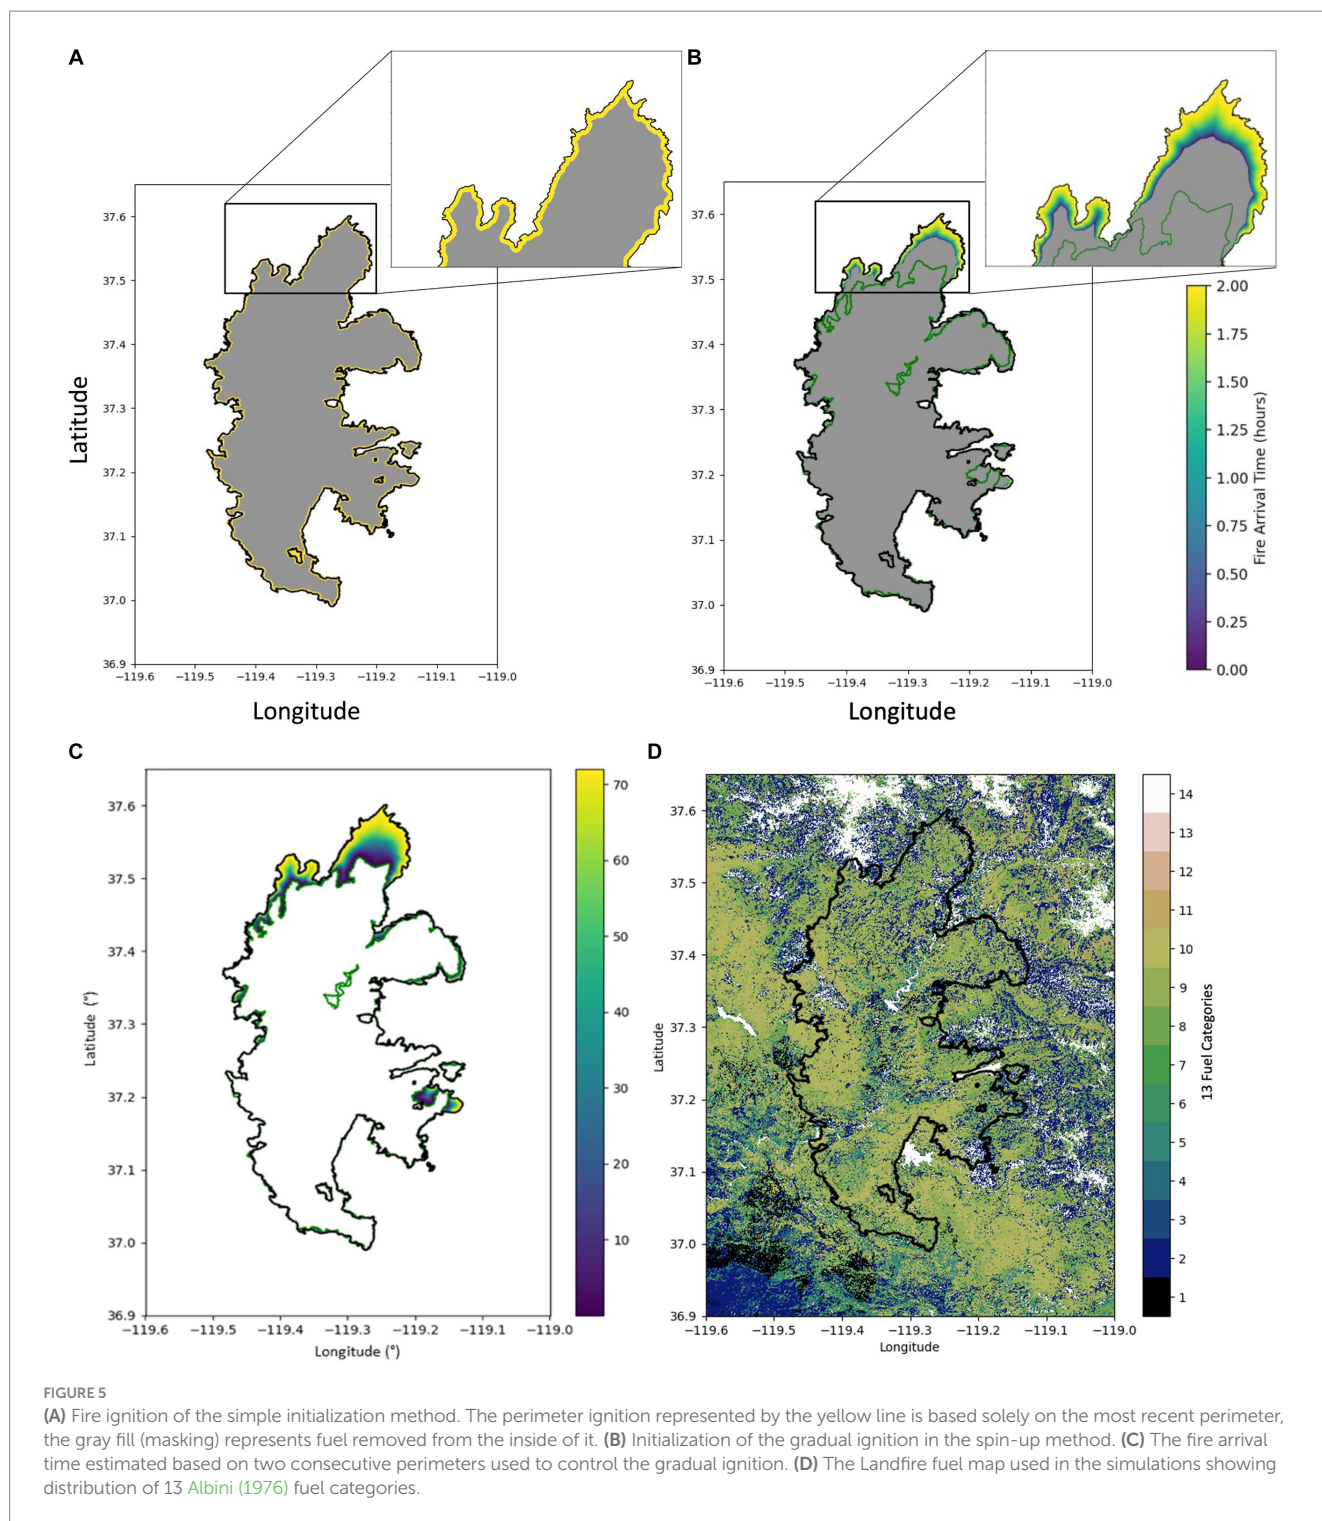 A
37.6
37.5
37.4
37.3
37.2
37.1
37.0
36.9
Latitude
−119.6 −119.5 −119.4 −119.3 −119.2 −119.1 −119.0
Longitude
B
37.6
37.5
37.4
37.3
37.2
37.1
37.0
36.9
−119.6 −119.5 −119.4 −119.3 −119.2 −119.1 −119.0
Longitude
2.00
1.75
1.50
1.25
1.00
0.75
0.50
0.25
0.00
Fire Arrival Time (hours)
C
37.6
37.5
37.4
37.3
37.2
37.1
37.0
36.9
Latitude (°)
−119.6 −119.5 −119.4 −119.3 −119.2 −119.1 −119.0
Longitude (°)
70
60
50
40
30
20
10
D
37.6
37.5
37.4
37.3
37.2
37.1
37.0
36.9
Latitude
−119.6 −119.5 −119.4 −119.3 −119.2 −119.1 −119.0
Longitude
14
13
12
11
10
9
8
7
6
5
4
3
2
1
13 Fuel Categories
FIGURE 5
(A) Fire ignition of the simple initialization method. The perimeter ignition represented by the yellow line is based solely on the most recent perimeter,
the gray fill (masking) represents fuel removed from the inside of it. (B) Initialization of the gradual ignition in the spin-up method. (C) The fire arrival
time estimated based on two consecutive perimeters used to control the gradual ignition. (D) The Landfire fuel map used in the simulations showing
distribution of 13 Albini (1976) fuel categories.